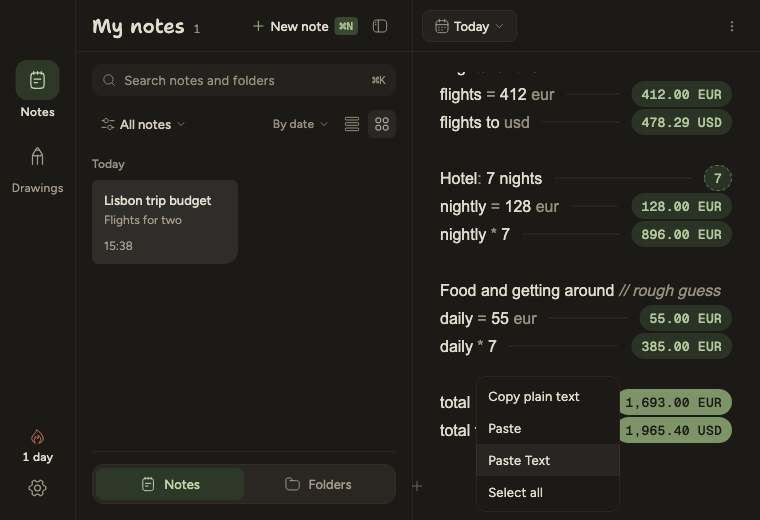 My notes 1
+ New note ⌘N
Today
Notes
Drawings
Search notes and folders ⌘K
All notes
By date
Today
Lisbon trip budget
Flights for two
15:38
flights = 412 eur 412.00 EUR
flights to usd 478.29 USD
Hotel: 7 nights 7
nightly = 128 eur 128.00 EUR
nightly * 7 896.00 EUR
Food and getting around // rough guess
daily = 55 eur 55.00 EUR
daily * 7 385.00 EUR
total 1,693.00 EUR
total 1,965.40 USD
Copy plain text
Paste
Paste Text
Select all
1 day
Notes
Folders